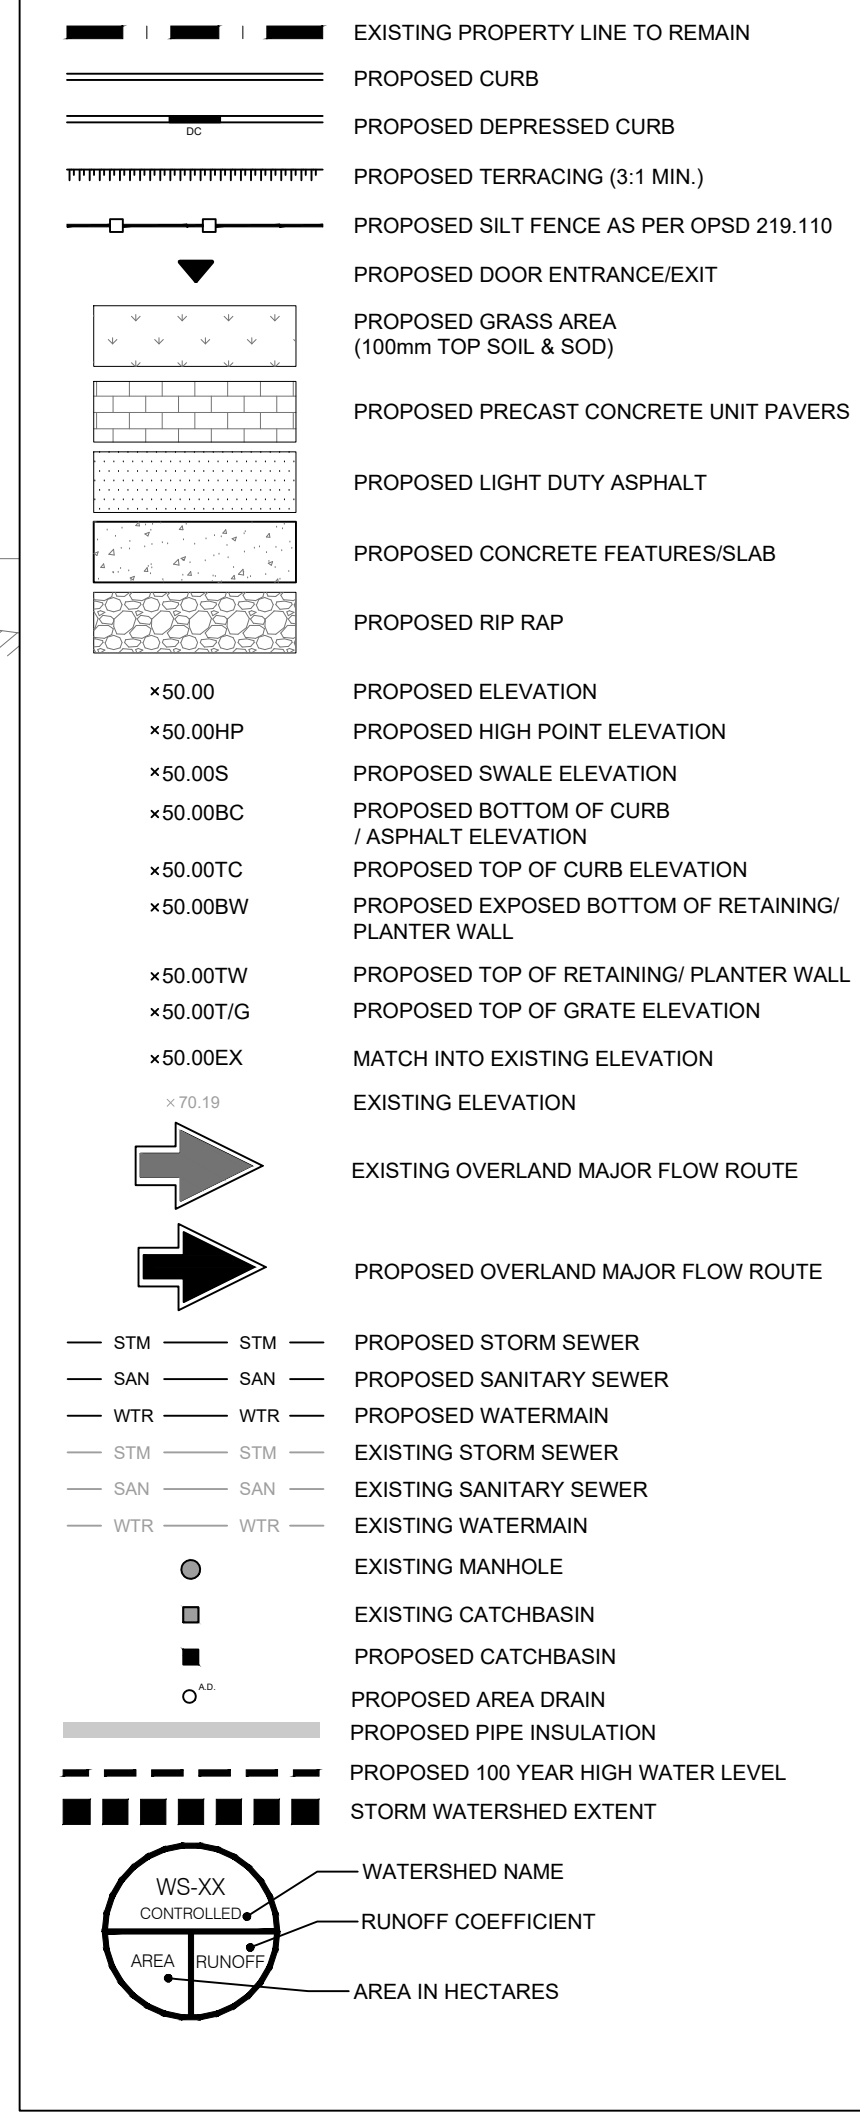 EXISTING PROPERTY LINE TO REMAIN
PROPOSED CURB
DC
PROPOSED DEPRESSED CURB
PROPOSED TERRACING (3:1 MIN.)
PROPOSED SILT FENCE AS PER OPSD 219.110
PROPOSED DOOR ENTRANCE/EXIT
PROPOSED GRASS AREA
(100mm TOP SOIL & SOD)
PROPOSED PRECAST CONCRETE UNIT PAVERS
PROPOSED LIGHT DUTY ASPHALT
PROPOSED CONCRETE FEATURES/SLAB
PROPOSED RIP RAP
×50.00 PROPOSED ELEVATION
×50.00HP PROPOSED HIGH POINT ELEVATION
×50.00S PROPOSED SWALE ELEVATION
×50.00BC PROPOSED BOTTOM OF CURB
/ ASPHALT ELEVATION
×50.00TC PROPOSED TOP OF CURB ELEVATION
×50.00BW PROPOSED EXPOSED BOTTOM OF RETAINING/
PLANTER WALL
×50.00TW PROPOSED TOP OF RETAINING/ PLANTER WALL
×50.00T/G PROPOSED TOP OF GRATE ELEVATION
×50.00EX MATCH INTO EXISTING ELEVATION
×70.19 EXISTING ELEVATION
EXISTING OVERLAND MAJOR FLOW ROUTE
PROPOSED OVERLAND MAJOR FLOW ROUTE
STM STM PROPOSED STORM SEWER
SAN SAN PROPOSED SANITARY SEWER
WTR WTR PROPOSED WATERMAIN
STM STM EXISTING STORM SEWER
SAN SAN EXISTING SANITARY SEWER
WTR WTR EXISTING WATERMAIN
EXISTING MANHOLE
EXISTING CATCHBASIN
PROPOSED CATCHBASIN
A.D. PROPOSED AREA DRAIN
PROPOSED PIPE INSULATION
PROPOSED 100 YEAR HIGH WATER LEVEL
STORM WATERSHED EXTENT
WS-XX
CONTROLLED
AREA RUNOFF
WATERSHED NAME
RUNOFF COEFFICIENT
AREA IN HECTARES